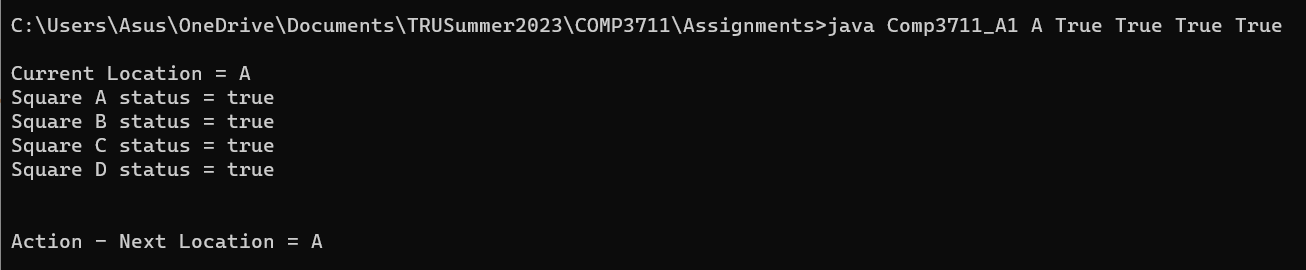 C:\Users\Asus\OneDrive\Documents\TRUSummer2023\COMP3711\Assignments>java Comp3711_A1 A True True True True
Current Location = A
Square A status = true
Square B status = true
Square C status = true
Square D status = true
Action - Next Location = A